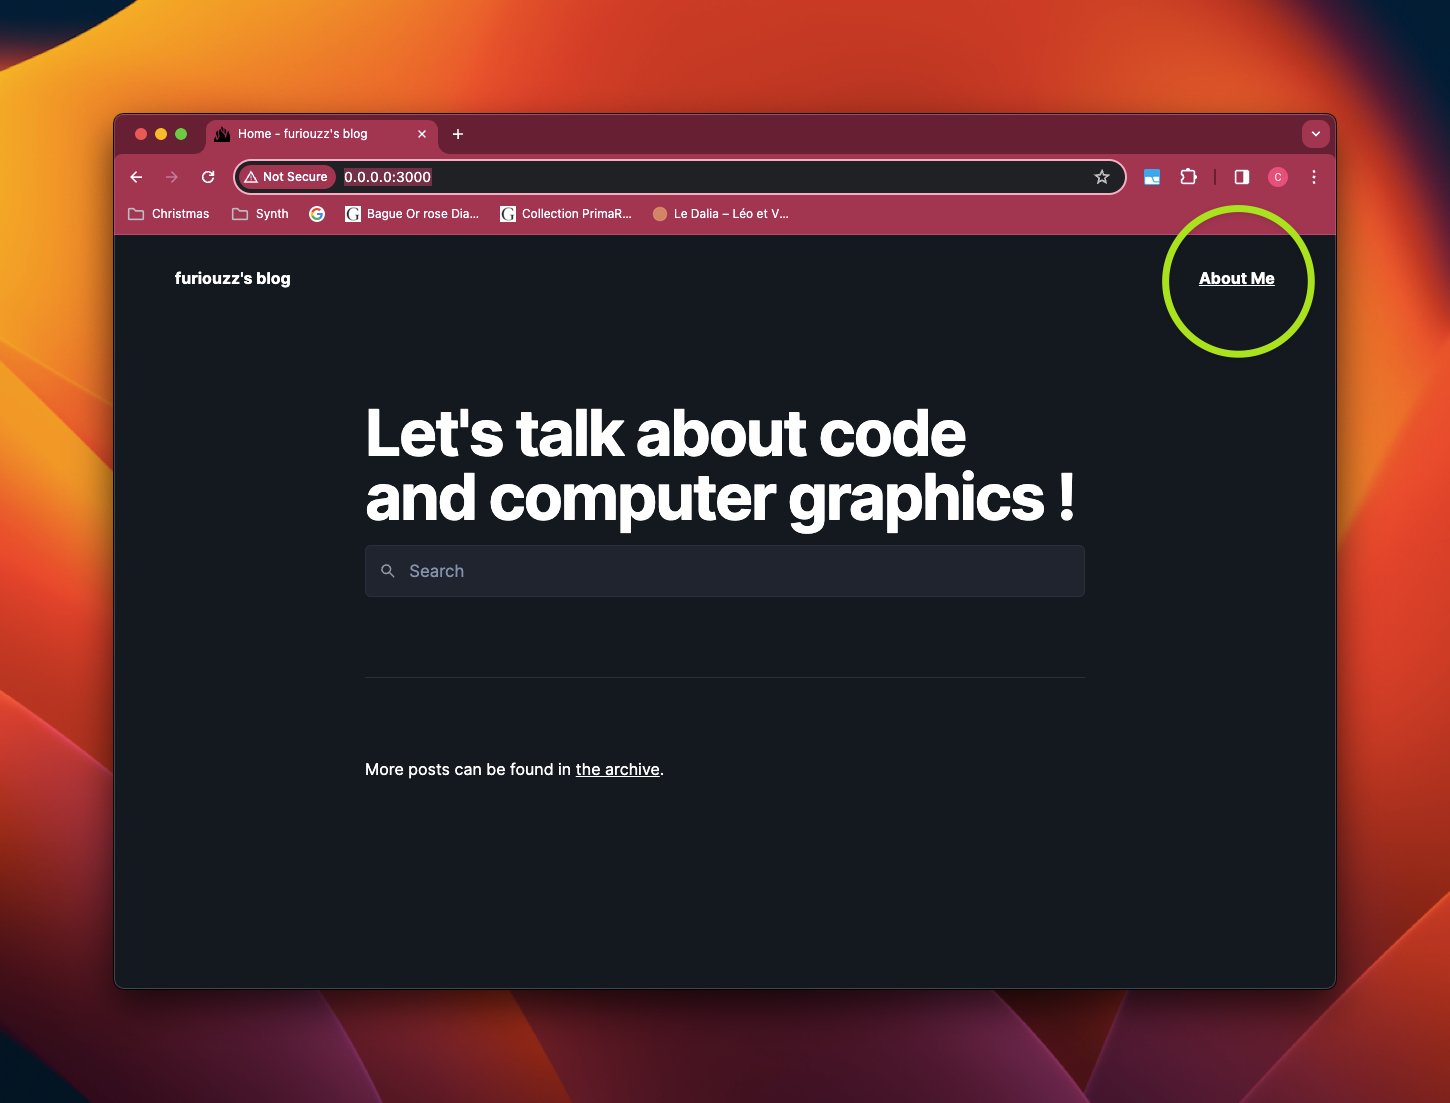 Home - furiouzz's blog
Not Secure 0.0.0.0:3000
Christmas Synth G G Bague Or rose Dia... G Collection PrimaR... Le Dalia – Léo et V...
C
furiouzz's blog About Me
Let's talk about code
and computer graphics !
Search
More posts can be found in the archive.